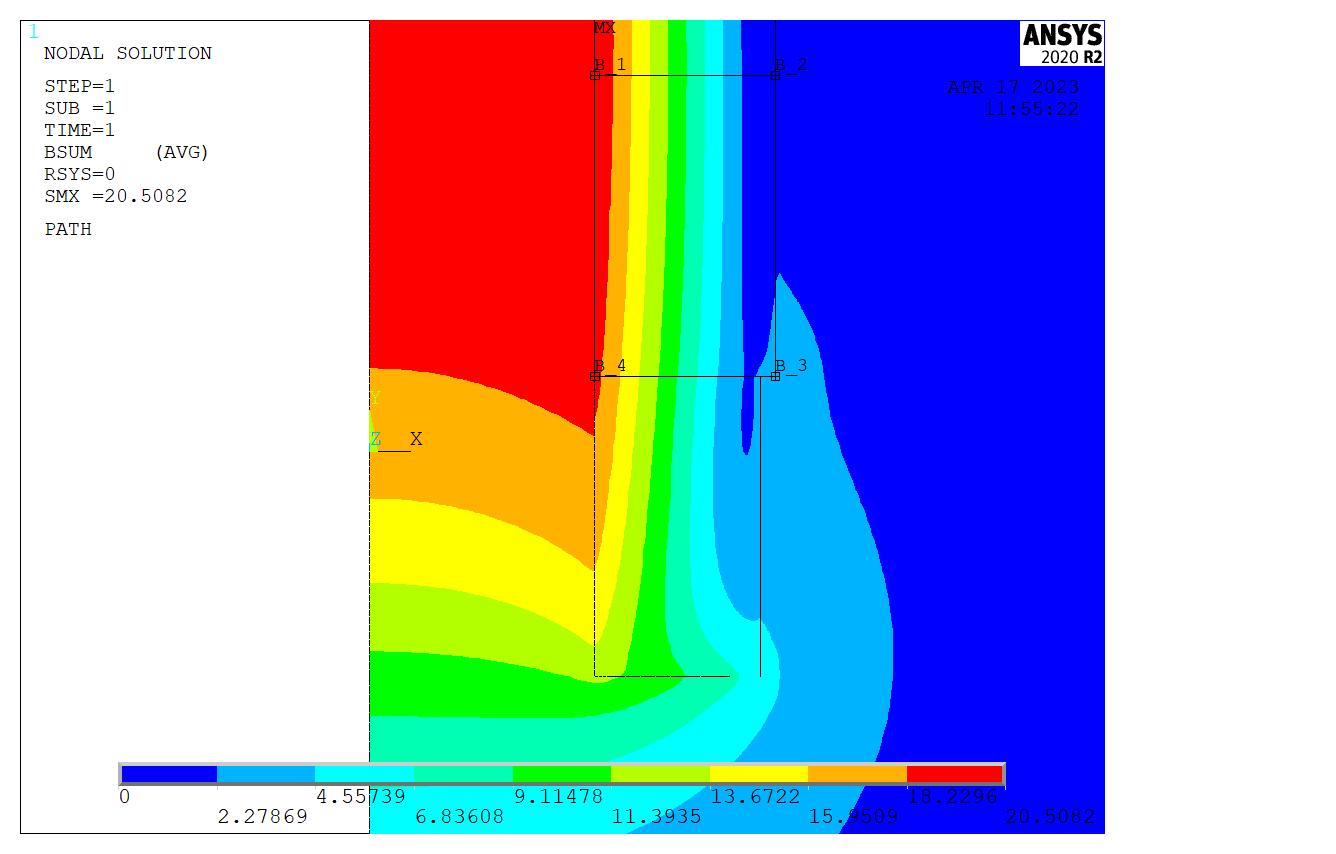 1
NODAL SOLUTION
STEP=1
SUB =1
TIME=1
BSUM (AVG)
RSYS=0
SMX =20.5082
PATH
ANSYS
2020 R2
APR 17 2023
11:55:22
MX
B_1 B_2
B_4 B_3
Y
Z X
0 4.55739 9.11478 13.6722 18.2296
2.27869 6.83608 11.3935 15.9509 20.5082